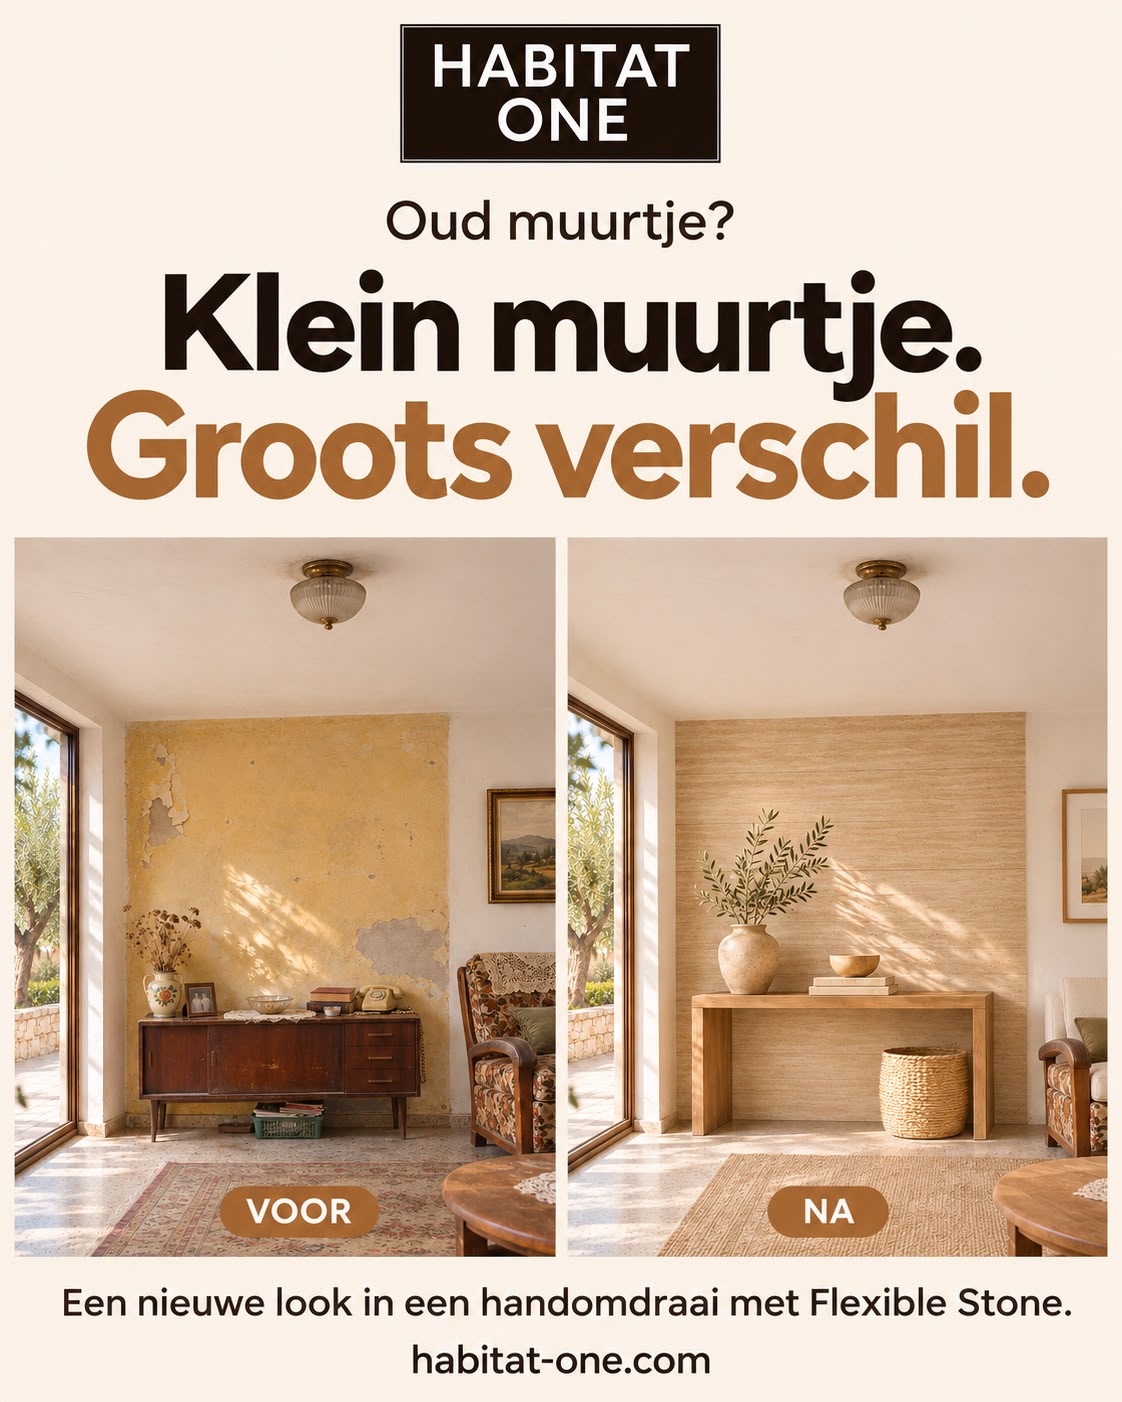 HABITAT
ONE
Oud muurtje?
Klein muurtje.
Groots verschil.
VOOR
NA
Een nieuwe look in een handomdraai met Flexible Stone.
habitat-one.com